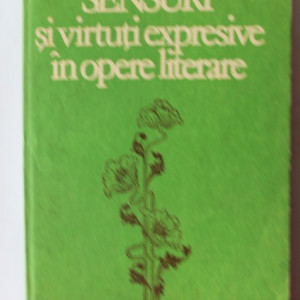 SENSURI
și virtuți expresive
în opere literare